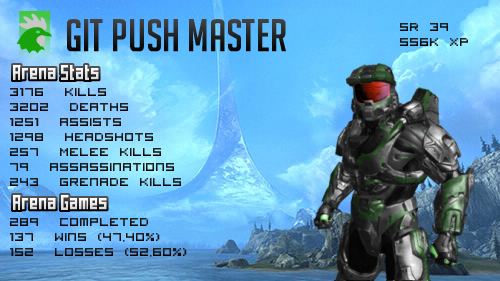 GIT PUSH MASTER
SR 39
556K XP
Arena Stats
3176 KILLS
3202 DEATHS
1251 ASSISTS
1298 HEADSHOTS
257 MELEE KILLS
79 ASSASSINATIONS
243 GRENADE KILLS
Arena Games
289 COMPLETED
137 WINS (47.40%)
152 LOSSES (52.60%)